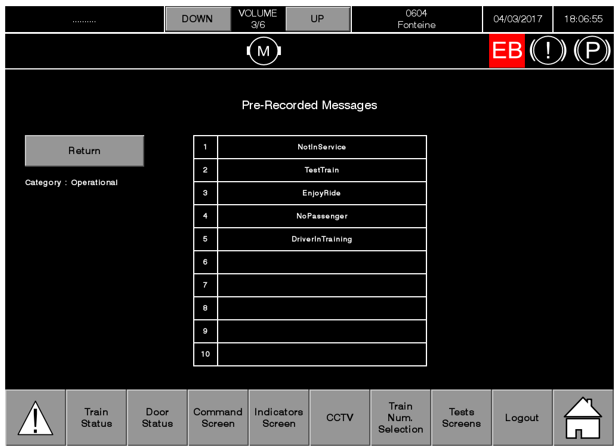 .......... DOWN VOLUME UP 0604 04/03/2017 18:06:55
3/6 Fonteine
M EB ! P
Pre-Recorded Messages
Return
Category : Operational
1 NotInService
2 TestTrain
3 EnjoyRide
4 NoPassenger
5 DriverInTraining
6
7
8
9
10
! Train Status Door Status Command Screen Indicators Screen CCTV Train Num. Selection Tests Screens Logout